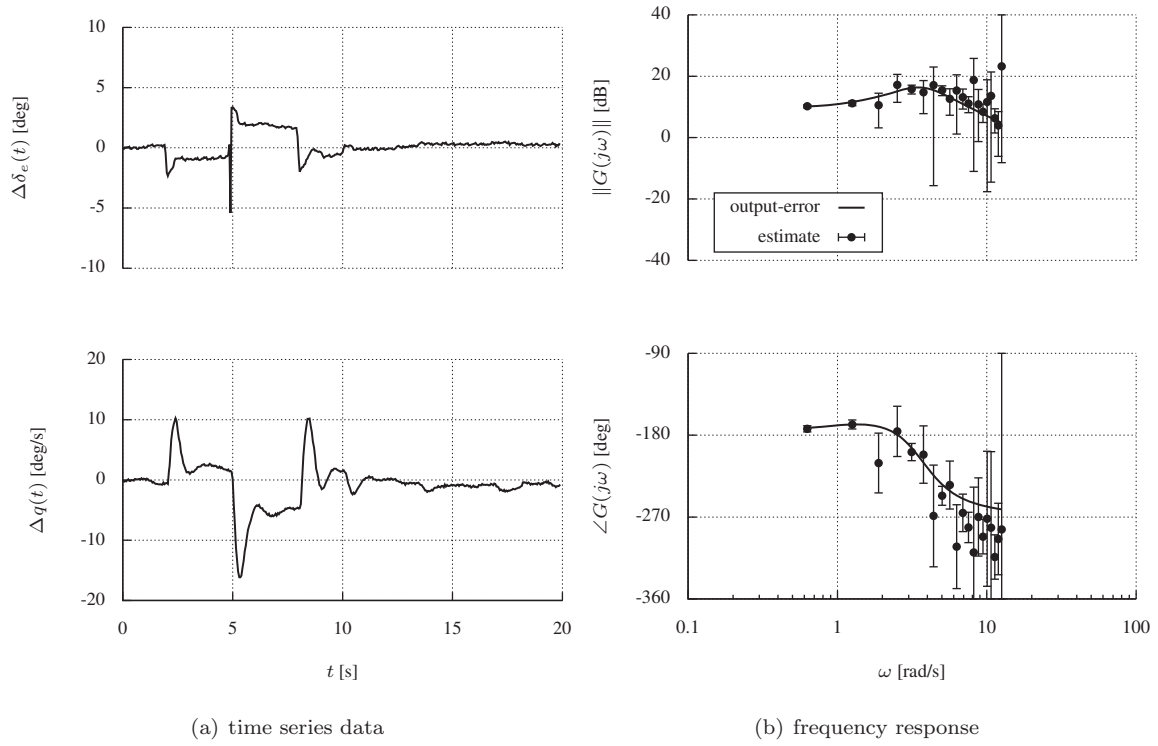 10
5
0
-5
-10
Δδe(t) [deg]
20
10
0
-10
-20
Δq(t) [deg/s]
0 5 10 15 20
t [s]
(a) time series data
40
20
0
-20
-40
||G(jω)|| [dB]
output-error
estimate
-90
-180
-270
-360
∠G(jω) [deg]
0.1 1 10 100
ω [rad/s]
(b) frequency response